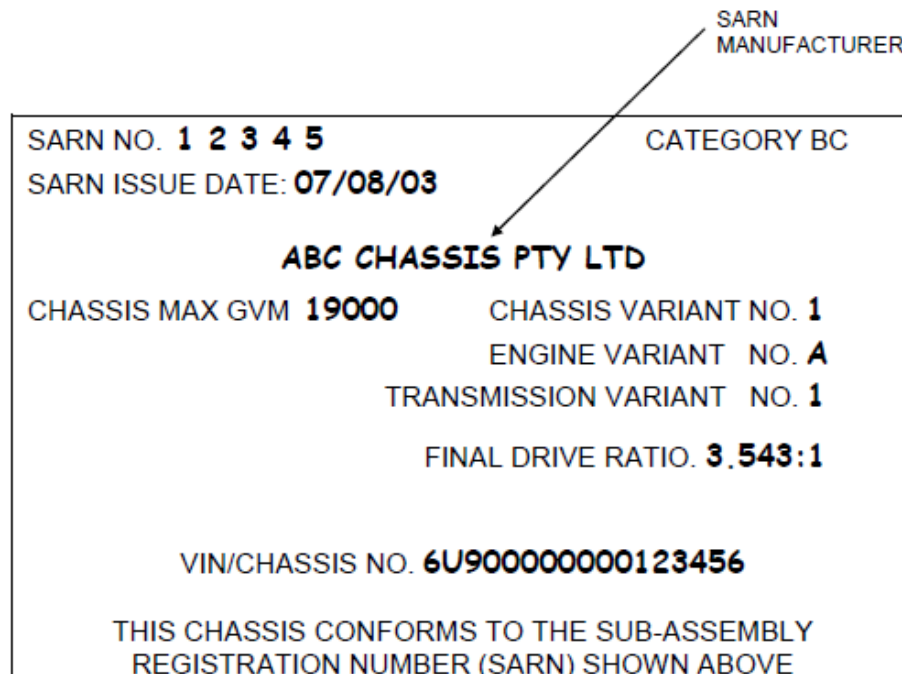 SARN
MANUFACTURER
SARN NO. 1 2 3 4 5 CATEGORY BC
SARN ISSUE DATE: 07/08/03
ABC CHASSIS PTY LTD
CHASSIS MAX GVM 19000 CHASSIS VARIANT NO. 1
ENGINE VARIANT NO. A
TRANSMISSION VARIANT NO. 1
FINAL DRIVE RATIO. 3.543:1
VIN/CHASSIS NO. 6U900000000123456
THIS CHASSIS CONFORMS TO THE SUB-ASSEMBLY
REGISTRATION NUMBER (SARN) SHOWN ABOVE